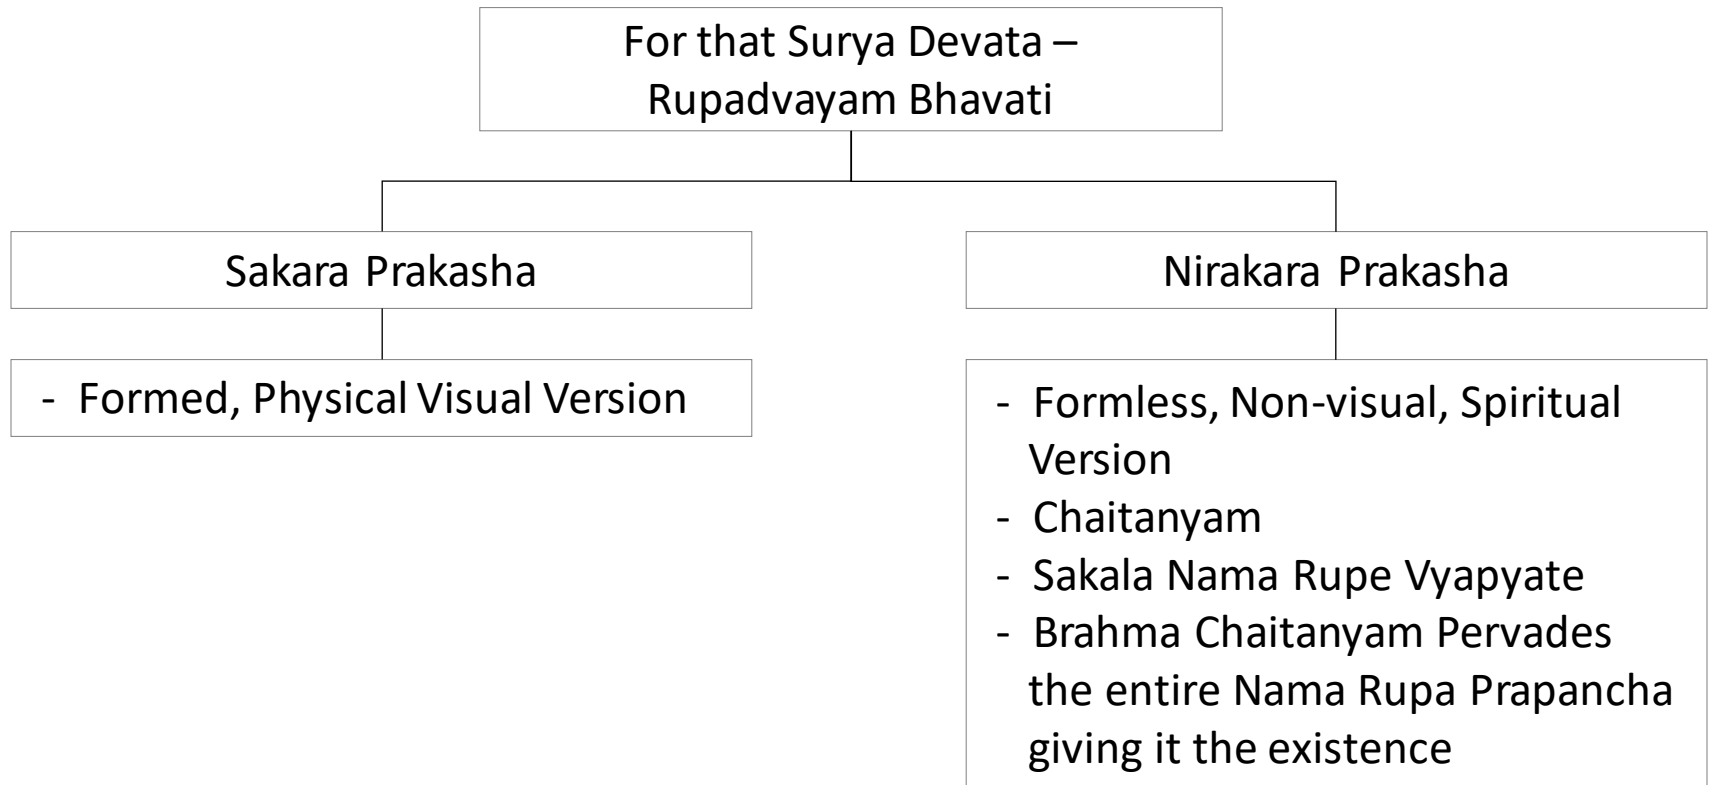 For that Surya Devata –
Rupadvayam Bhavati
Sakara Prakasha
Nirakara Prakasha
- Formed, Physical Visual Version
- Formless, Non-visual, Spiritual
Version
- Chaitanyam
- Sakala Nama Rupe Vyapyate
- Brahma Chaitanyam Pervades
the entire Nama Rupa Prapancha
giving it the existence